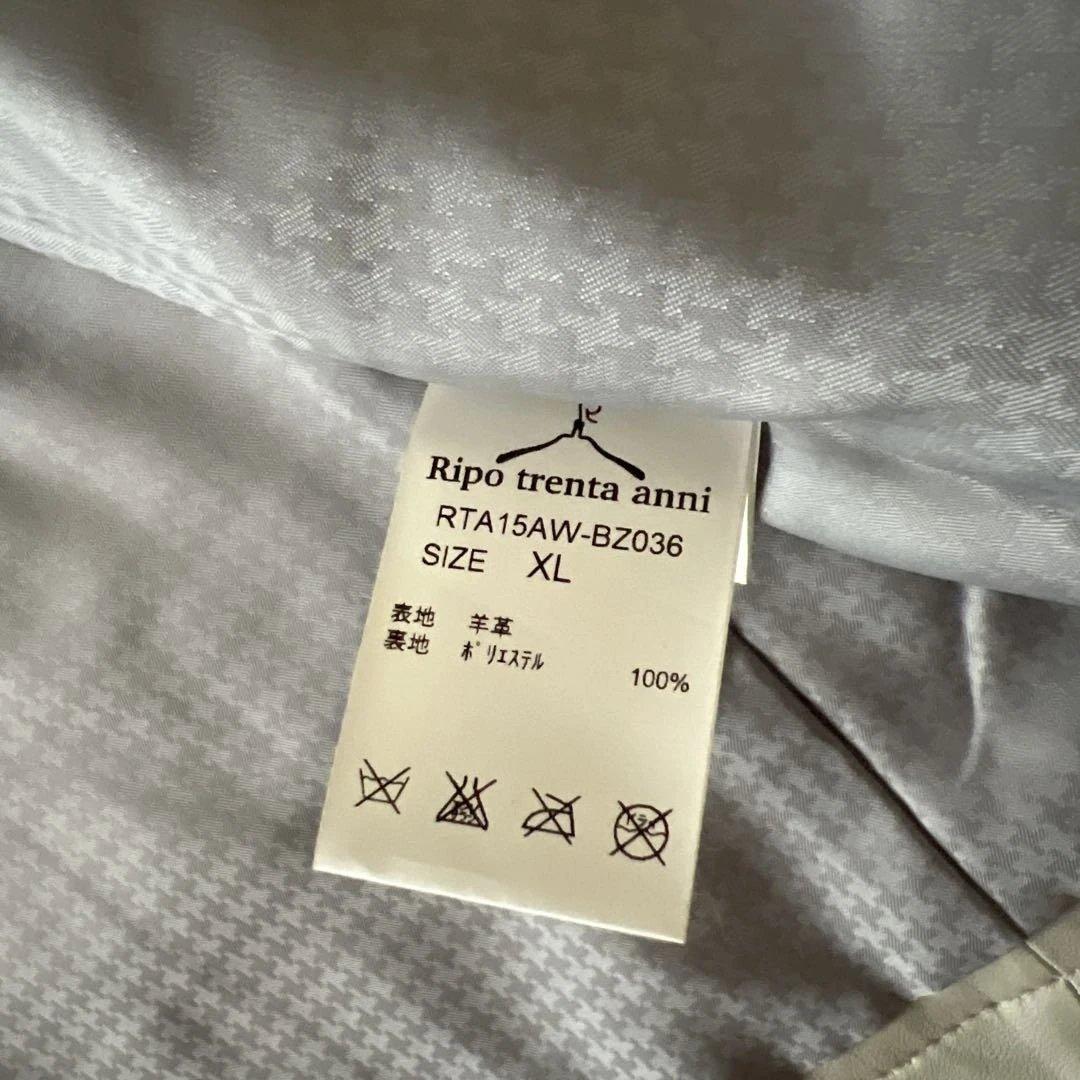 Ripo trenta anni
RTA15AW-BZ036
SIZE XL
表地 羊革
裏地 ﾎﾟﾘｴｽﾃﾙ 100%